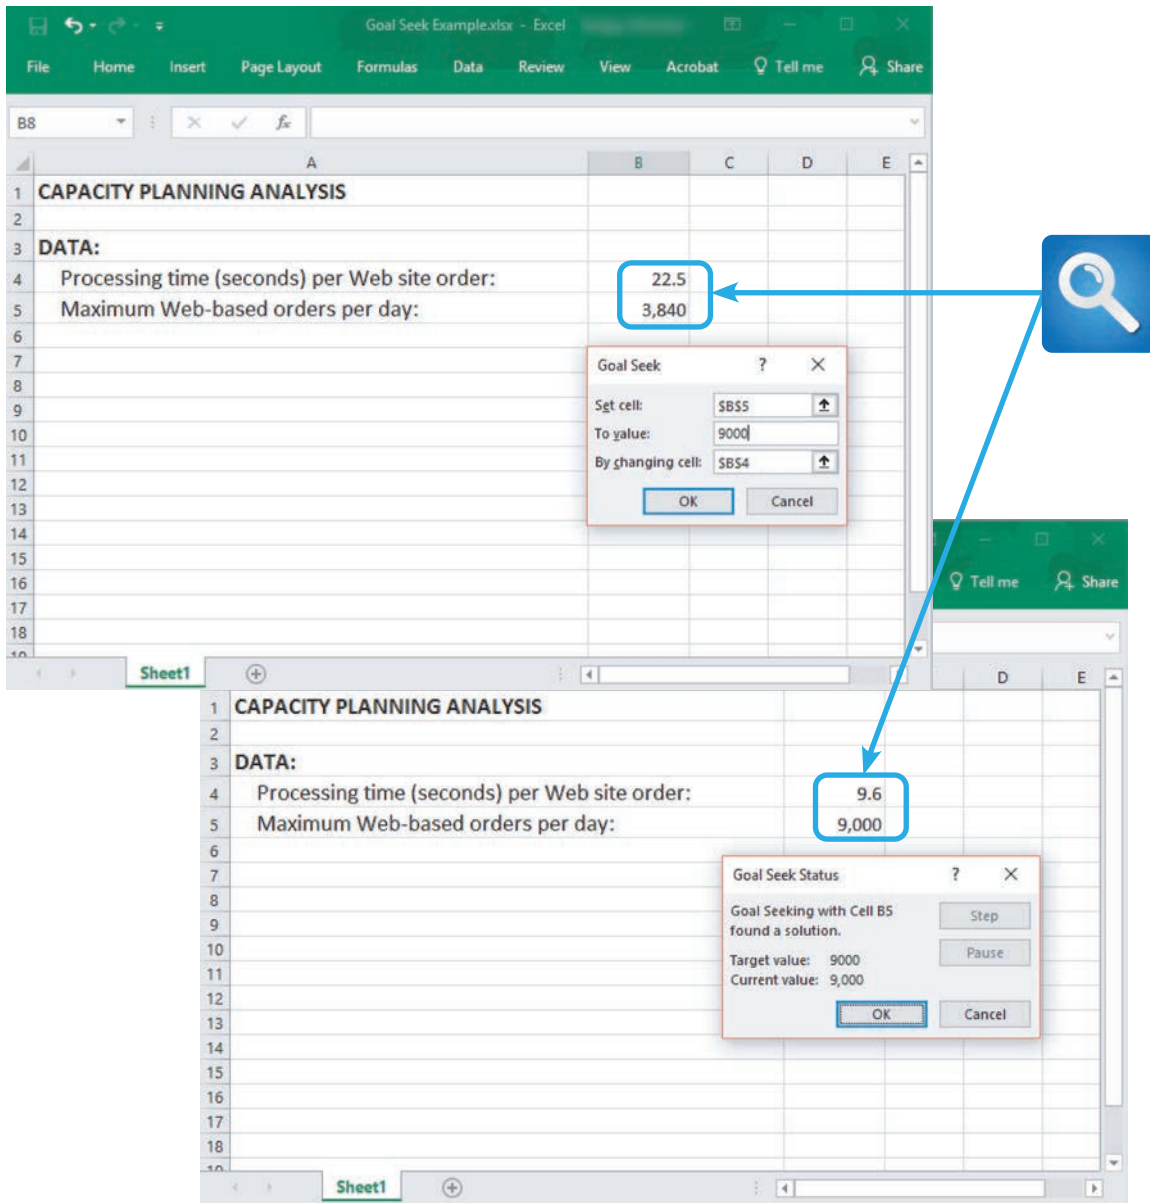 Goal Seek Example.xlsx - Excel
File Home Insert Page Layout Formulas Data Review View Acrobat Tell me Share
B8 fx
A B C D E
1 CAPACITY PLANNING ANALYSIS
2
3 DATA:
4 Processing time (seconds) per Web site order: 22.5
5 Maximum Web-based orders per day: 3,840
6
7
8
9
10
11
12
13
14
15
16
17
18
19
Goal Seek ? ×
Set cell: $B$5
To value: 9000
By changing cell: $B$4
OK Cancel
Sheet1
Tell me Share
D E
1 CAPACITY PLANNING ANALYSIS
2
3 DATA:
4 Processing time (seconds) per Web site order: 9.6
5 Maximum Web-based orders per day: 9,000
6
7
8
9
10
11
12
13
14
15
16
17
18
19
Goal Seek Status ? ×
Goal Seeking with Cell B5 Step
found a solution.
Pause
Target value: 9000
Current value: 9,000
OK Cancel
Sheet1